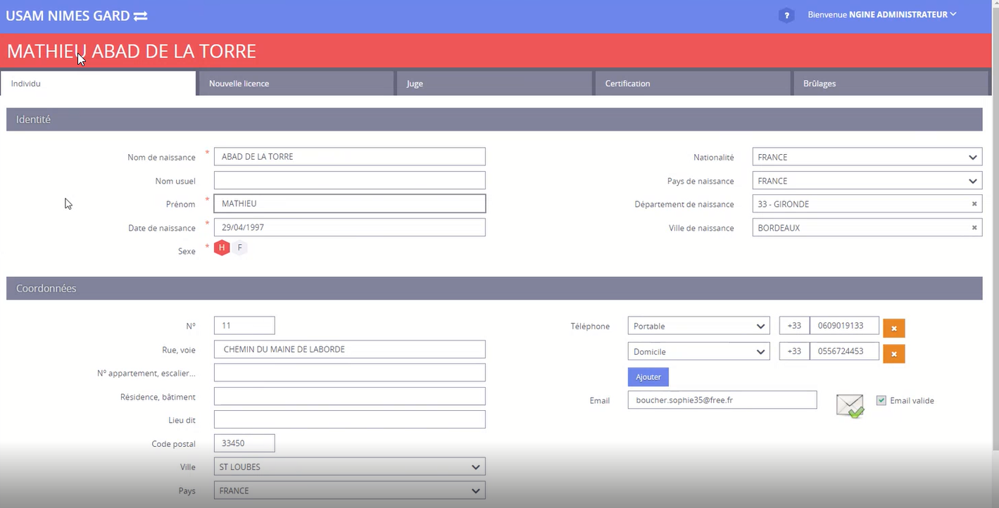 USAM NIMES GARD
? Bienvenue NGINE ADMINISTRATEUR
MATHIEU ABAD DE LA TORRE
Individu Nouvelle licence Juge Certification Brûlages
Identité
Nom de naissance * ABAD DE LA TORRE Nationalité FRANCE
Nom usuel Pays de naissance FRANCE
Prénom * MATHIEU Département de naissance 33 - GIRONDE
Date de naissance * 29/04/1997 Ville de naissance BORDEAUX
Sexe * H F
Coordonnées
N° 11 Téléphone Portable +33 0609019133
Rue, voie CHEMIN DU MAINE DE LABORDE Domicile +33 0556724453
N° appartement, escalier... Ajouter
Résidence, bâtiment Email boucher.sophie35@free.fr Email valide
Lieu dit
Code postal 33450
Ville ST LOUBES
Pays FRANCE